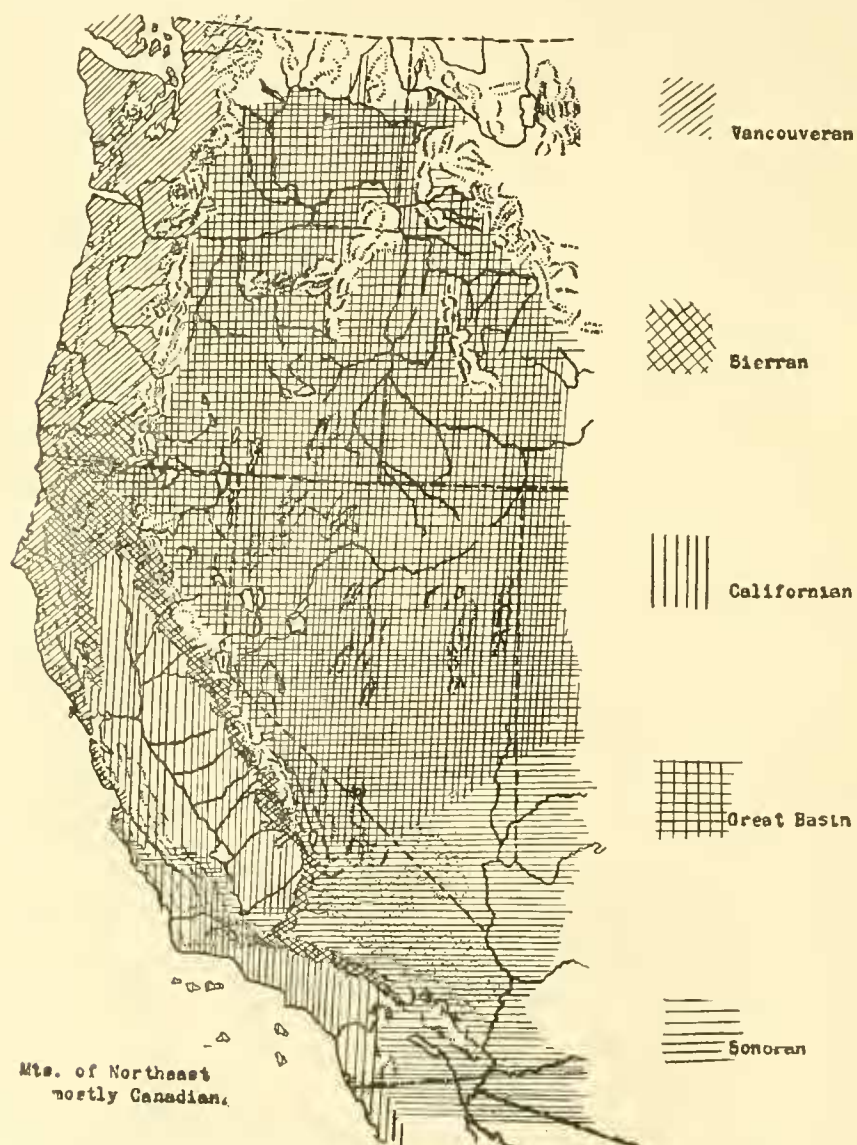 Vancouveran
Sierran
Californian
Great Basin
Sonoran
Mts. of Northeast
mostly Canadian.